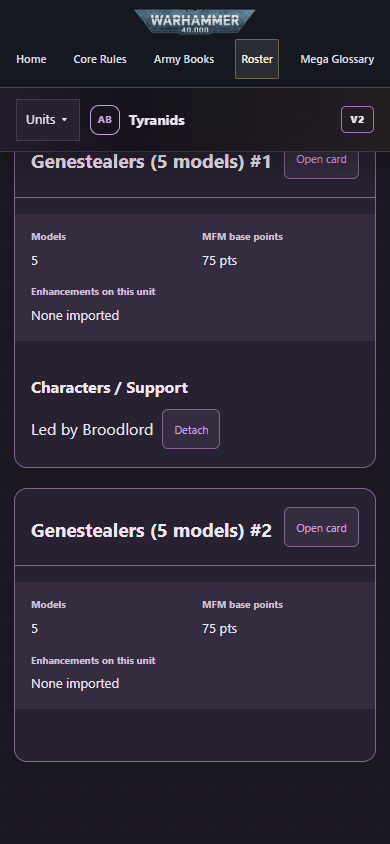 WARHAMMER
40,000
Home Core Rules Army Books Roster Mega Glossary
Units AB Tyranids V2
Genestealers (5 models) #1 Open card
Models MFM base points
5 75 pts
Enhancements on this unit
None imported
Characters / Support
Led by Broodlord Detach
Genestealers (5 models) #2 Open card
Models MFM base points
5 75 pts
Enhancements on this unit
None imported